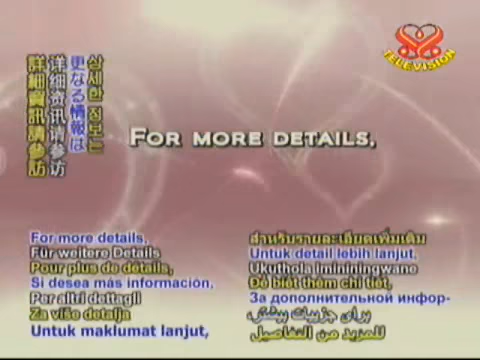 TELEVISION
詳細資訊請參訪
详细资讯请参访
更なる情報は
상세한 정보는
FOR MORE DETAILS,
For more details,
Für weitere Details
Pour plus de détails,
Si desea más información,
Per altri dettagli
Za više detalja
Untuk maklumat lanjut,
สำหรับรายละเอียดเพิ่มเติม
Untuk detail lebih lanjut,
Ukuthola imininingwane
Để biết thêm chi tiết,
За дополнительной инфор-
برای جزییات بیشتر،
للمزيد من التفاصيل